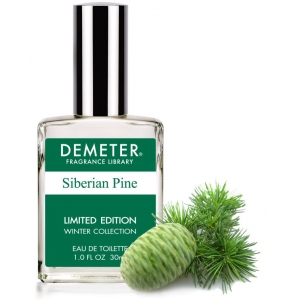 DEMETER®
FRAGRANCE LIBRARY
Siberian Pine
LIMITED EDITION
WINTER COLLECTION
EAU DE TOILETTE
1.0 FL OZ 30m